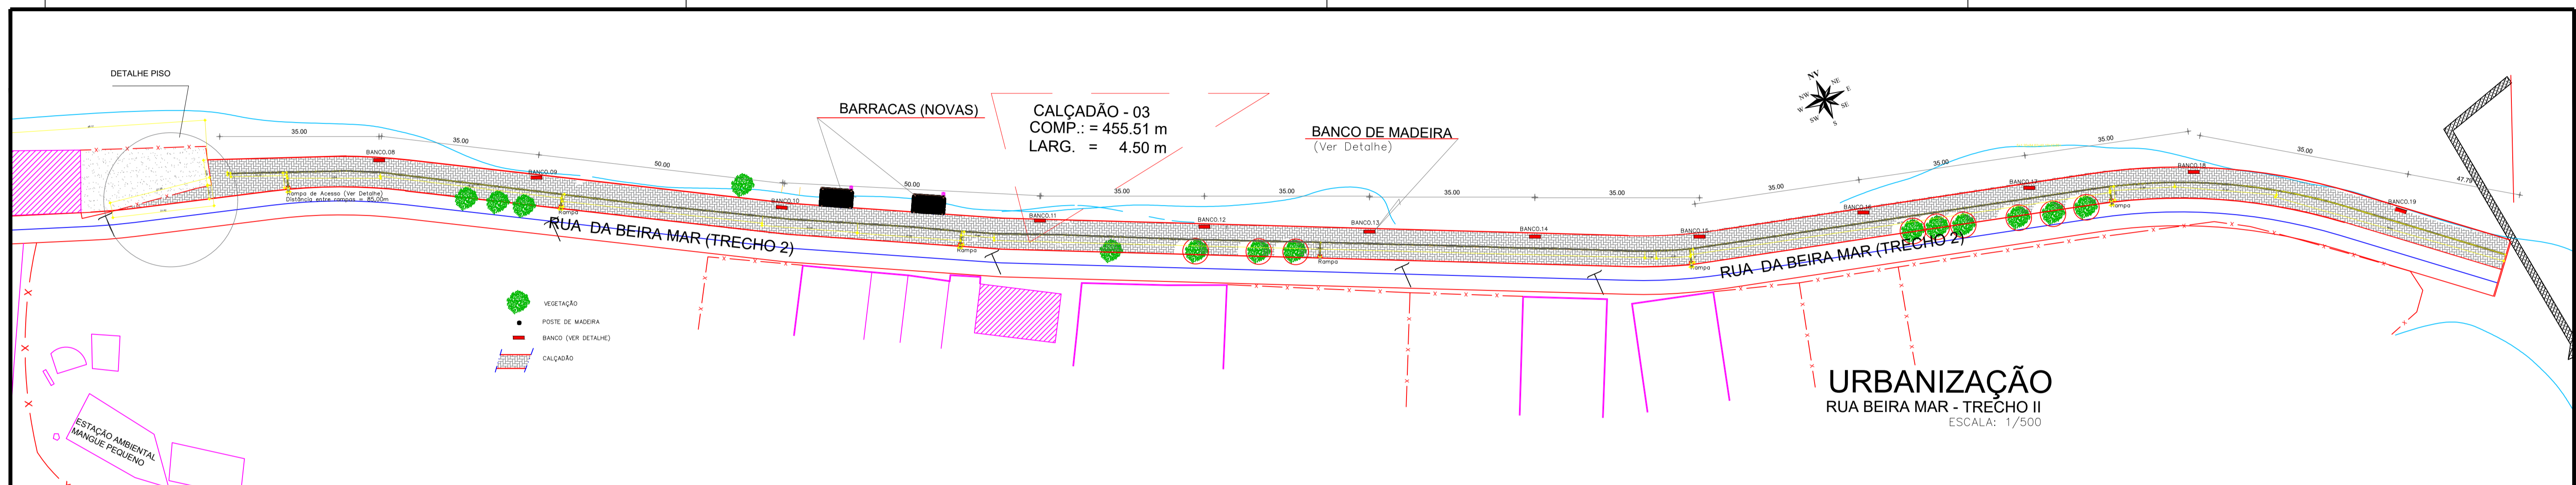 DETALHE PISO
35.00
35.00
50.00
50.00
35.00
35.00
35.00
35.00
35.00
35.00
35.00
35.00
47.79
BARRACAS (NOVAS)
CALÇADÃO - 03
COMP.: = 455.51 m
LARG. = 4.50 m
BANCO DE MADEIRA
(Ver Detalhe)
NV
NE
E
SE
S
SW
W
NW
BANCO.08
BANCO.09
BANCO.10
BANCO.11
BANCO.12
BANCO.13
BANCO.14
BANCO.15
BANCO.16
BANCO.17
BANCO.18
BANCO.19
Rampa de Acesso (Ver Detalhe)
Distância entre rampas = 85,00m
Rampa
Rampa
Rampa
Rampa
Rampa
RUA DA BEIRA MAR (TRECHO 2)
RUA DA BEIRA MAR (TRECHO 2)
VEGETAÇÃO
POSTE DE MADEIRA
BANCO (VER DETALHE)
CALÇADÃO
ESTAÇÃO AMBIENTAL
MANGUE PEQUENO
URBANIZAÇÃO
RUA BEIRA MAR - TRECHO II
ESCALA: 1/500